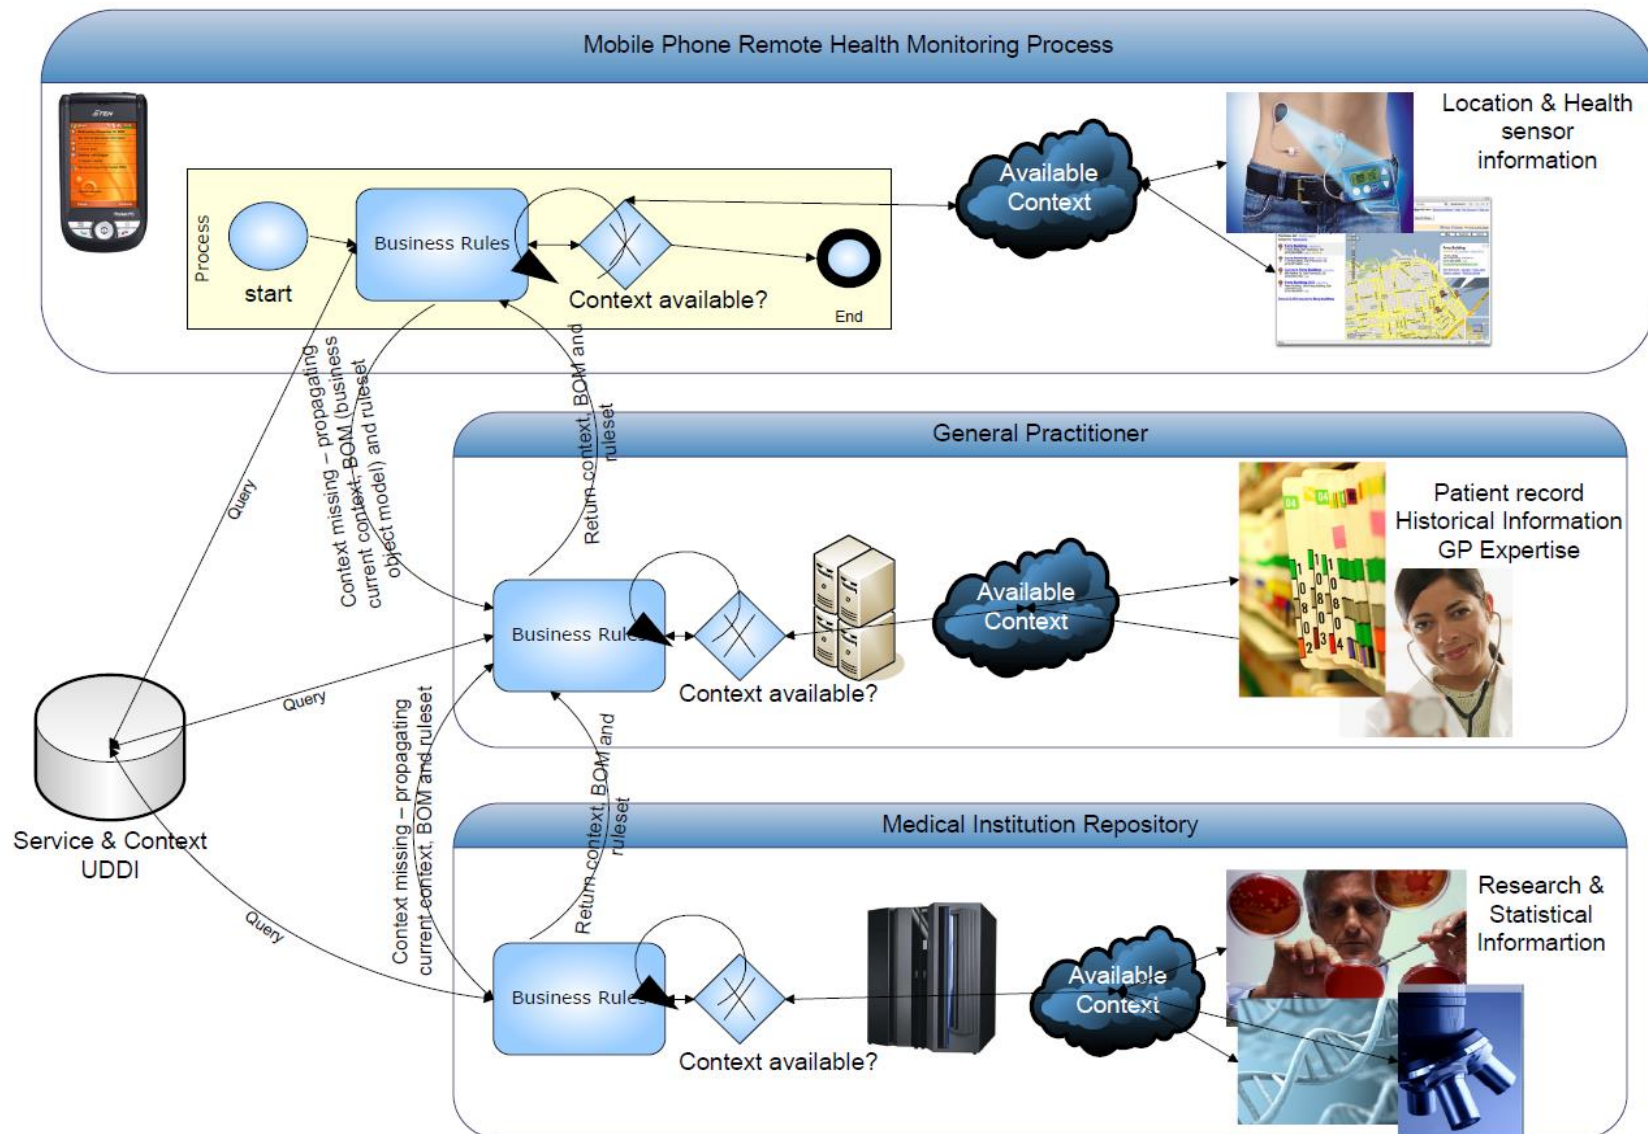 Mobile Phone Remote Health Monitoring Process
Location & Health
sensor
information
Available
Context
Process
start
Business Rules
Context available?
End
Query
Context missing – propagating
current context, BOM (business
object model) and ruleset
Return context, BOM and
ruleset
General Practitioner
Patient record
Historical Information
GP Expertise
Available
Context
Business Rules
Context available?
Query
Service & Context
UDDI
Context missing – propagating
current context, BOM and ruleset
Return context, BOM and
ruleset
Medical Institution Repository
Research &
Statistical
Informartion
Available
Context
Business Rules
Context available?
Query